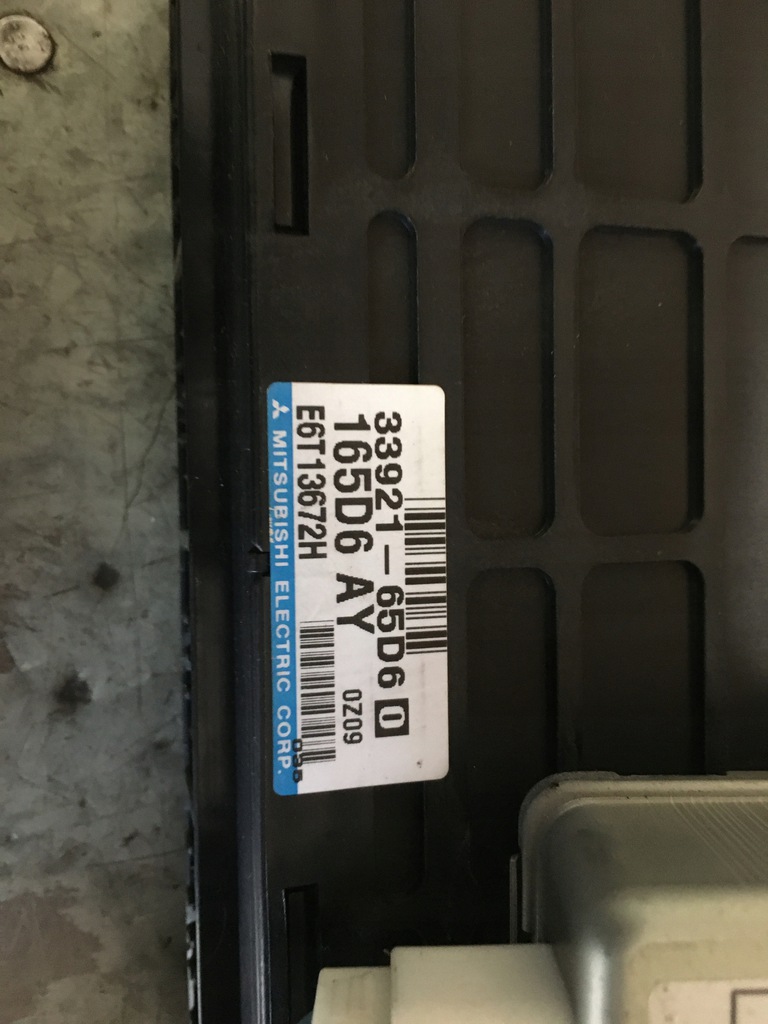 33921-65D6 0
165D6 AY
0Z09
E6T13672H
MITSUBISHI ELECTRIC CORP.